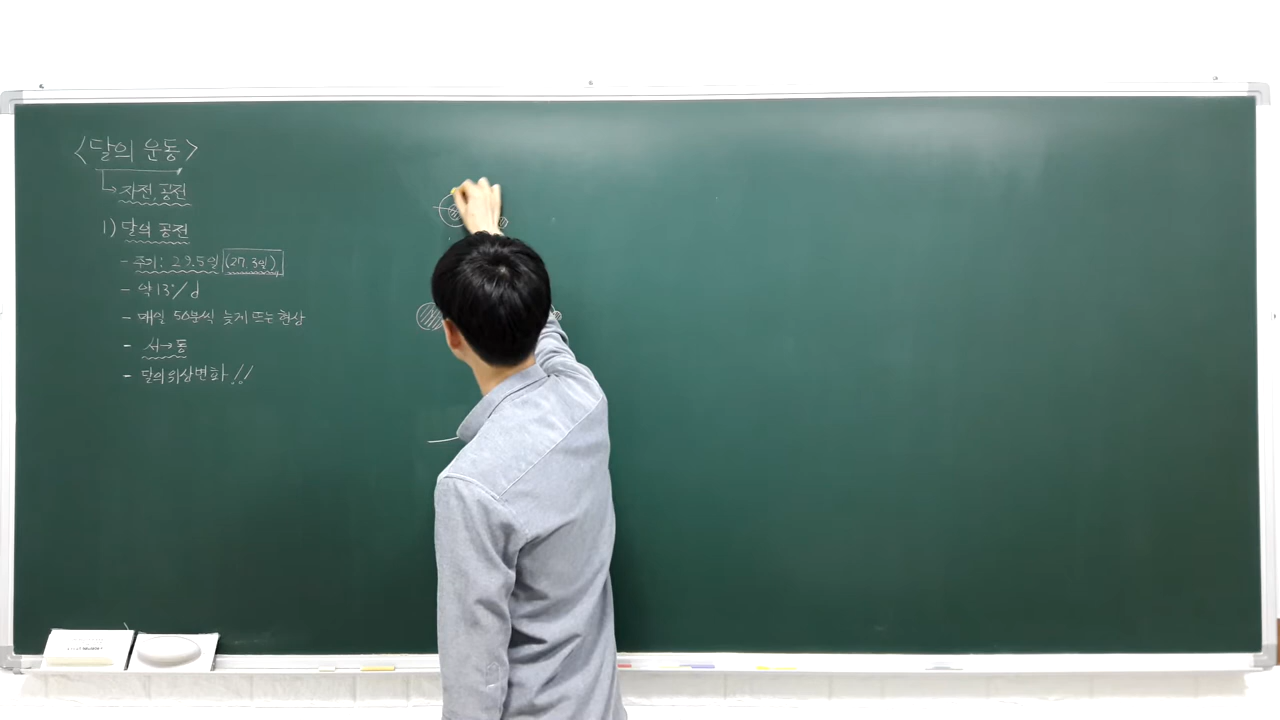 <달의 운동>
자전, 공전
1) 달의 공전
- 주기: 29.5일 (27.3일)
- 약 13°/d
- 매일 50분씩 늦게 뜨는 현상
- 서→동
- 달의 위상변화!!